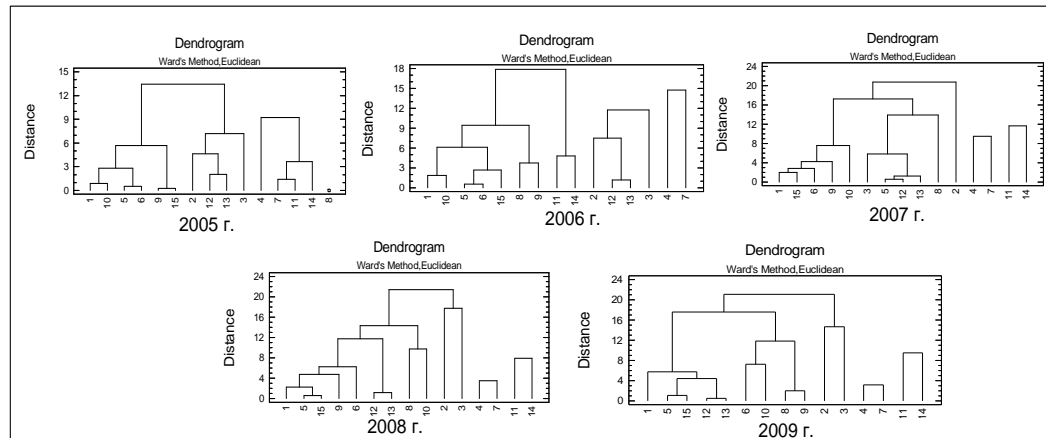 Dendrogram
Ward's Method,Euclidean
Distance
15
12
9
6
3
0
1 10 5 6 9 15 2 12 13 3 4 7 11 14 8
2005 г.
Dendrogram
Ward's Method,Euclidean
Distance
18
15
12
9
6
3
0
1 10 5 6 15 8 9 11 14 2 12 13 3 4 7
2006 г.
Dendrogram
Ward's Method,Euclidean
Distance
24
20
16
12
8
4
0
1 15 6 9 10 3 5 12 13 8 2 4 7 11 14
2007 г.
Dendrogram
Ward's Method,Euclidean
Distance
24
20
16
12
8
4
0
1 5 15 9 6 12 13 8 10 2 3 4 7 11 14
2008 г.
Dendrogram
Ward's Method,Euclidean
Distance
24
20
16
12
8
4
0
1 5 15 12 13 6 10 8 9 2 3 4 7 11 14
2009 г.